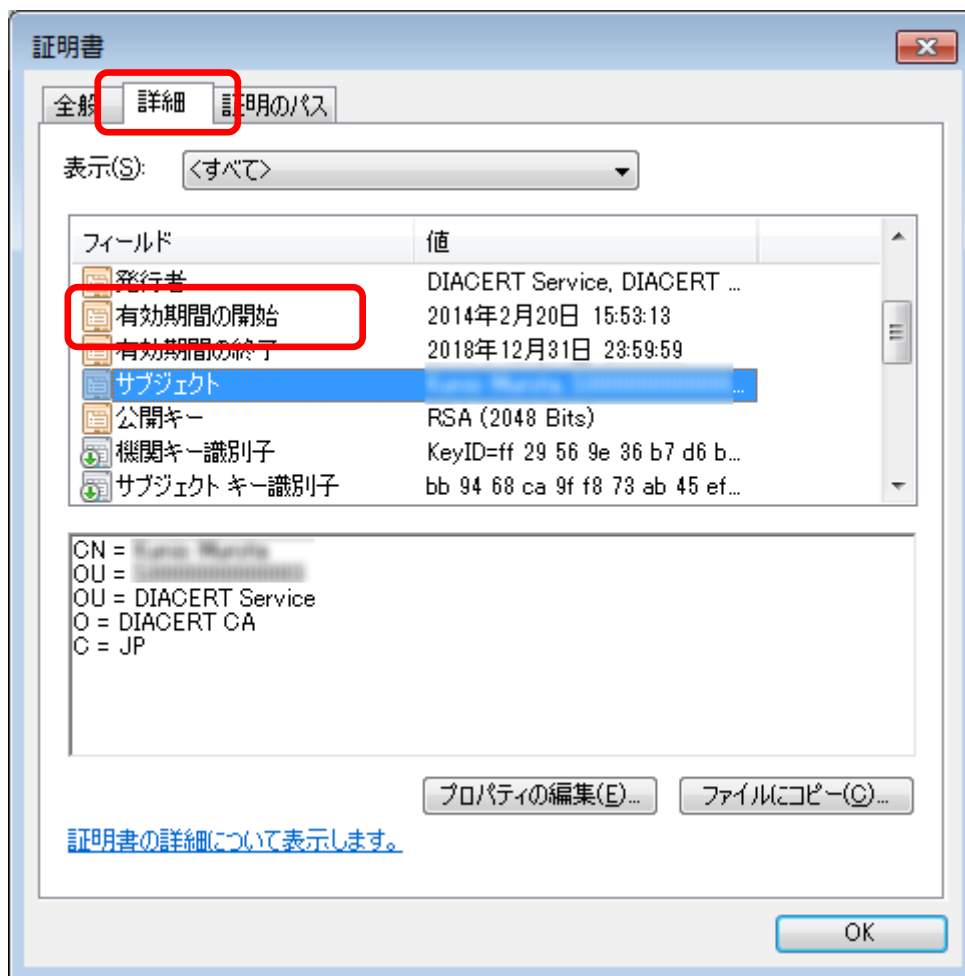 証明書
全般 詳細 証明のパス
表示(S): <すべて>
フィールド 値
発行者 DIACERT Service, DIACERT ...
有効期間の開始 2014年2月20日 15:53:13
有効期間の終了 2018年12月31日 23:59:59
サブジェクト ...
公開キー RSA (2048 Bits)
機関キー識別子 KeyID=ff 29 56 9e 36 b7 d6 b...
サブジェクト キー識別子 bb 94 68 ca 9f f8 73 ab 45 ef...
CN =
OU =
OU = DIACERT Service
O = DIACERT CA
C = JP
プロパティの編集(E)... ファイルにコピー(C)...
証明書の詳細について表示します。
OK